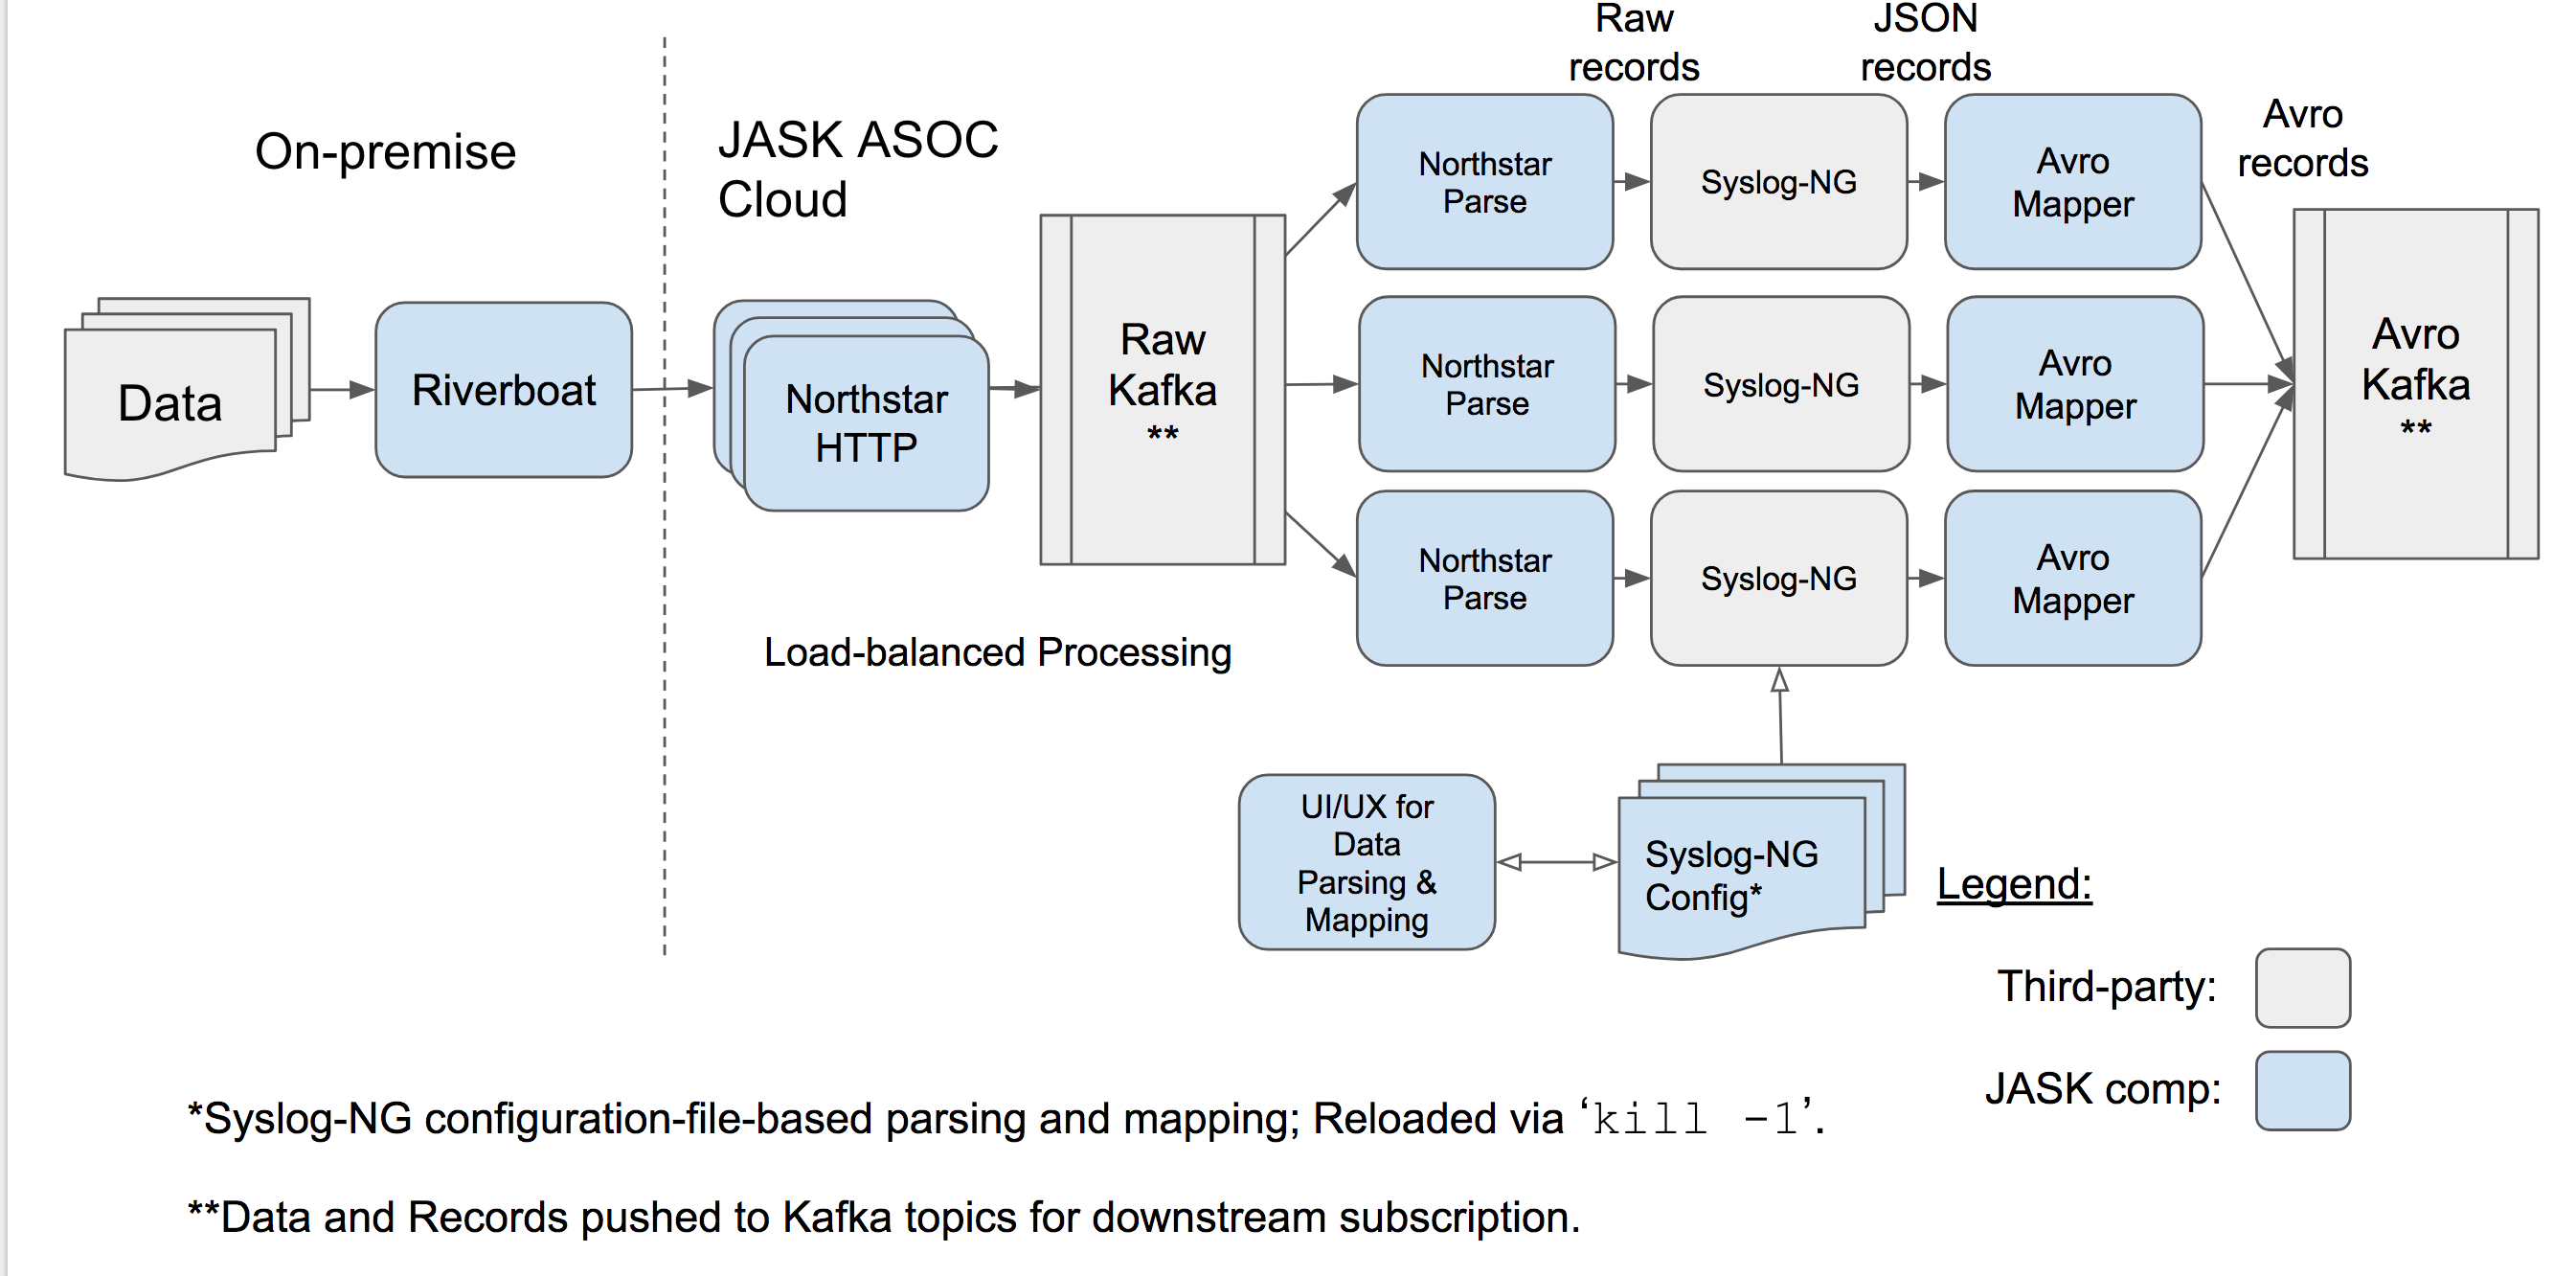 Raw
records
JSON
records
On-premise
JASK ASOC
Cloud
Avro
records
Data
Riverboat
Northstar
HTTP
Raw
Kafka
**
Northstar
Parse
Syslog-NG
Avro
Mapper
Northstar
Parse
Syslog-NG
Avro
Mapper
Northstar
Parse
Syslog-NG
Avro
Mapper
Avro
Kafka
**
Load-balanced Processing
UI/UX for
Data
Parsing &
Mapping
Syslog-NG
Config*
Legend:
Third-party:
JASK comp:
*Syslog-NG configuration-file-based parsing and mapping; Reloaded via ‘kill -1’.
**Data and Records pushed to Kafka topics for downstream subscription.